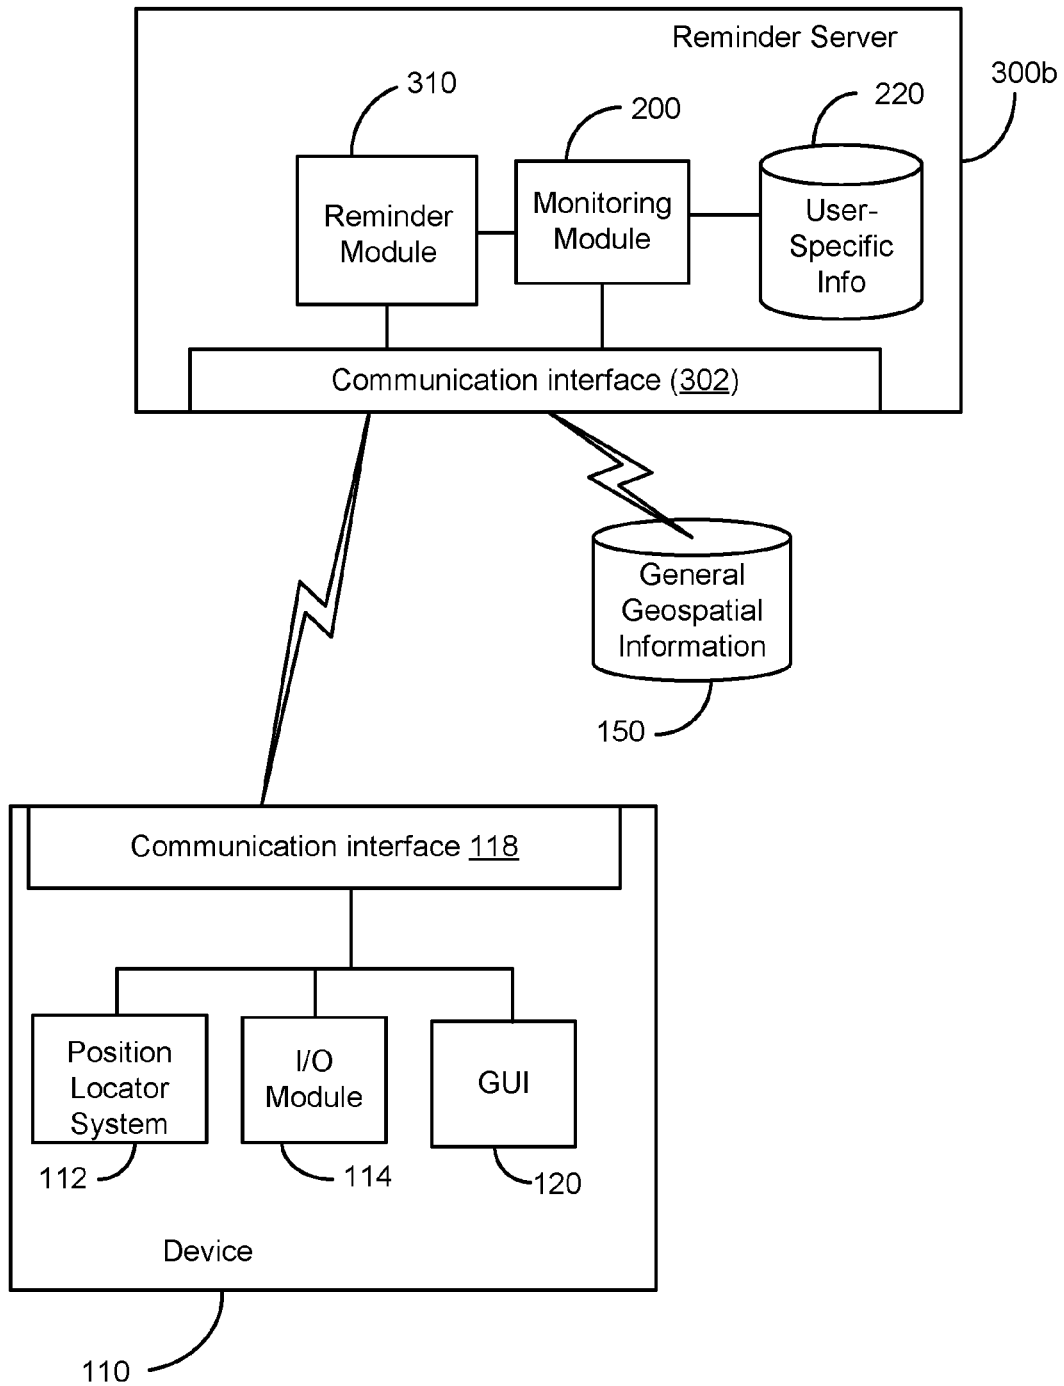 Reminder Server
300b
310
200
220
Reminder
Module
Monitoring
Module
User-
Specific
Info
Communication interface (302)
General
Geospatial
Information
150
Communication interface 118
Position
Locator
System
I/O
Module
GUI
112
114
120
Device
110